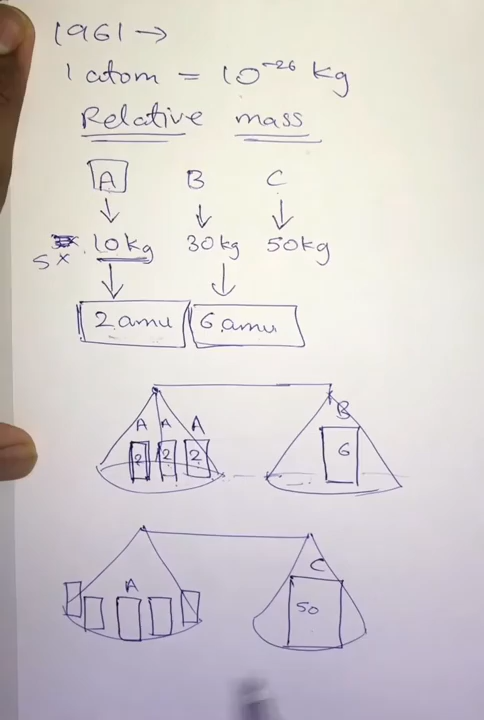 1961 →
1 atom = 10⁻²⁶ kg
Relative mass
A B C
5x 10kg 30kg 50kg
2 amu 6 amu
A A A B
2 2 2 6
A C
50